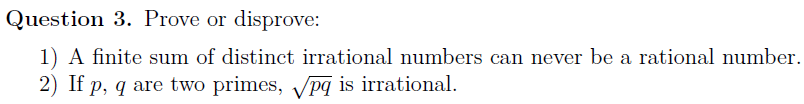 Question 3. Prove or disprove:
1) A finite sum of distinct irrational numbers can never be a rational number.
2) If p, q are two primes, √pq is irrational.